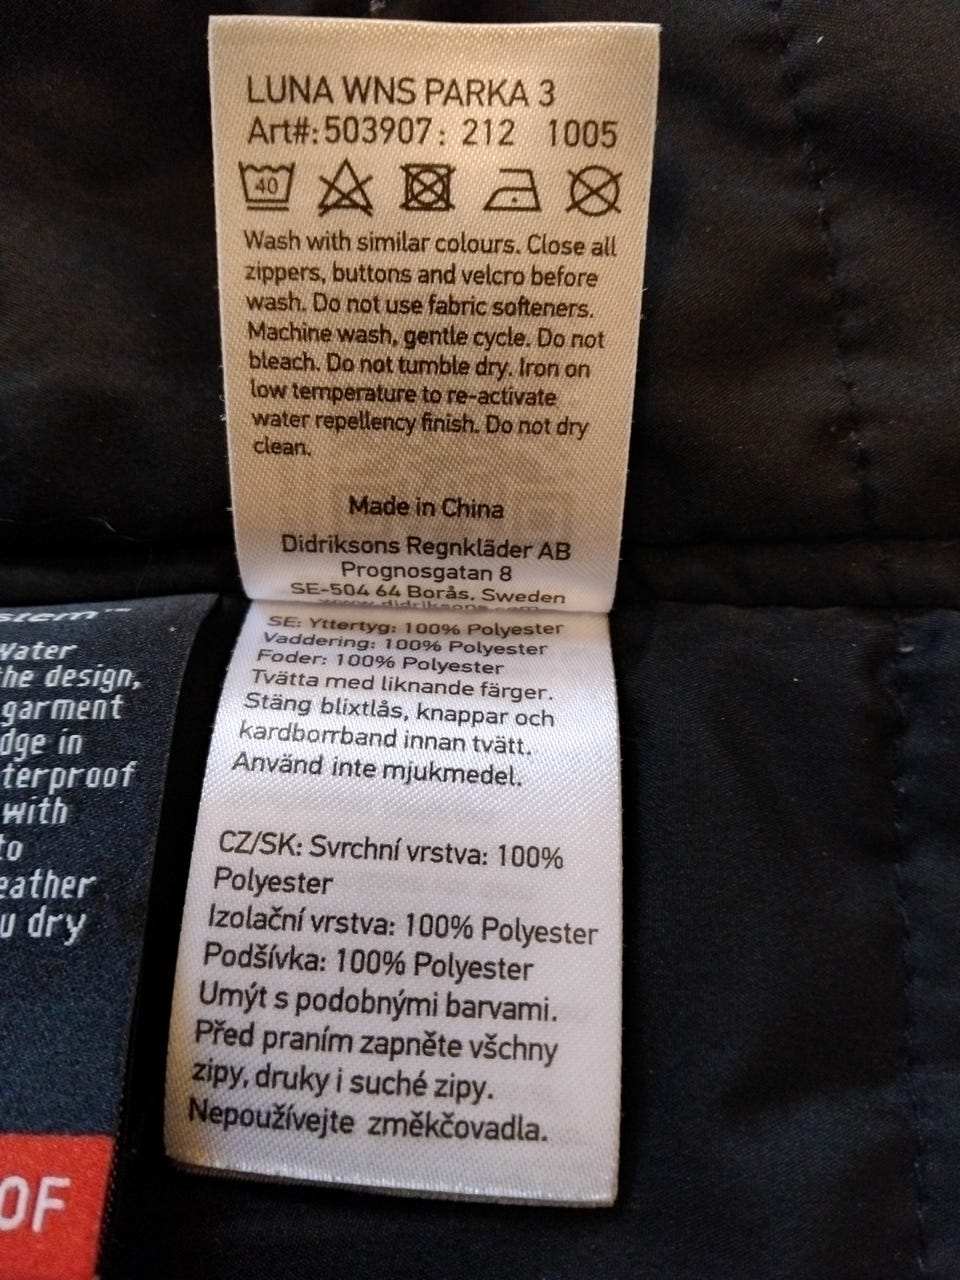 LUNA WNS PARKA 3
Art#: 503907: 212 1005
40
Wash with similar colours. Close all
zippers, buttons and velcro before
wash. Do not use fabric softeners.
Machine wash, gentle cycle. Do not
bleach. Do not tumble dry. Iron on
low temperature to re-activate
water repellency finish. Do not dry
clean.
Made in China
Didriksons Regnkläder AB
Prognosgatan 8
SE-504 64 Borås. Sweden
www.didriksons.com
SE: Yttertyg: 100% Polyester
Vaddering: 100% Polyester
Foder: 100% Polyester
Tvätta med liknande färger.
Stäng blixtlås, knappar och
kardborrband innan tvätt.
Använd inte mjukmedel.
CZ/SK: Svrchní vrstva: 100%
Polyester
Izolační vrstva: 100% Polyester
Podšívka: 100% Polyester
Umýt s podobnými barvami.
Před praním zapněte všchny
zipy, druky i suché zipy.
Nepoužívejte změkčovadla.
stem™
water
the design,
garment
dge in
terproof
with
to
eather
u dry
OF